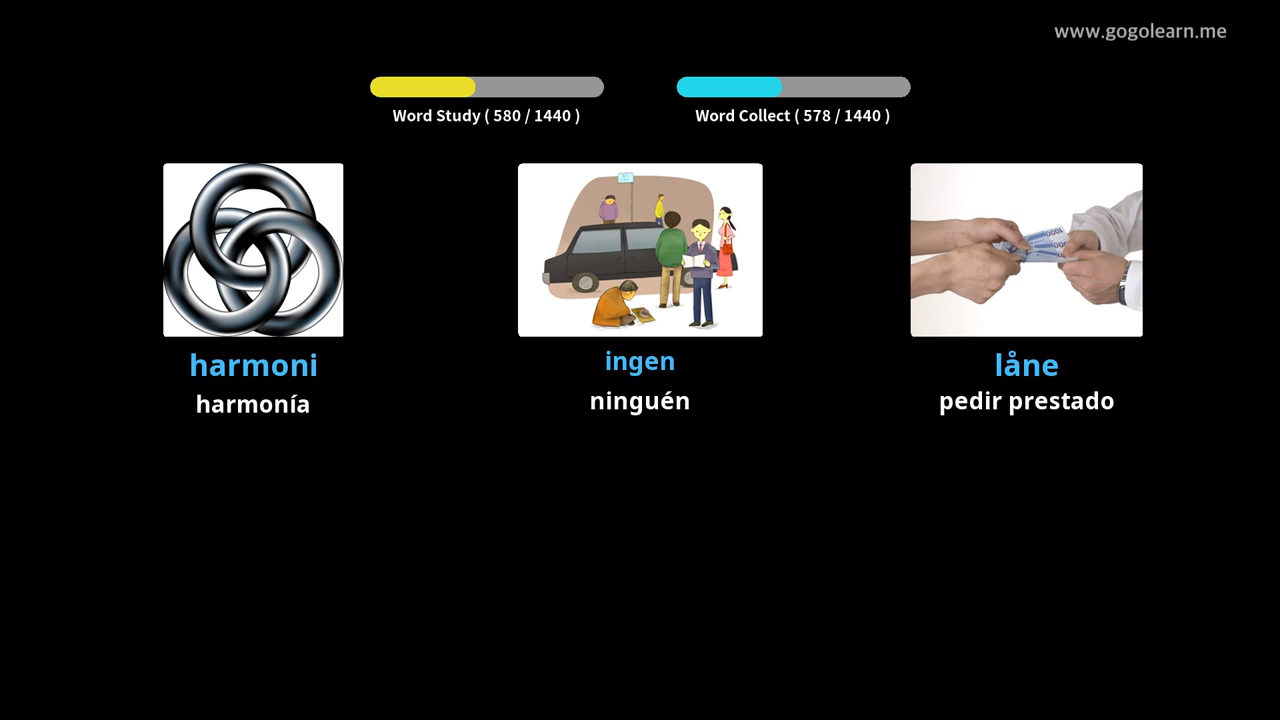 www.gogolearn.me
Word Study ( 580 / 1440 )
Word Collect ( 578 / 1440 )
harmoni
ingen
låne
harmonía
ninguén
pedir prestado